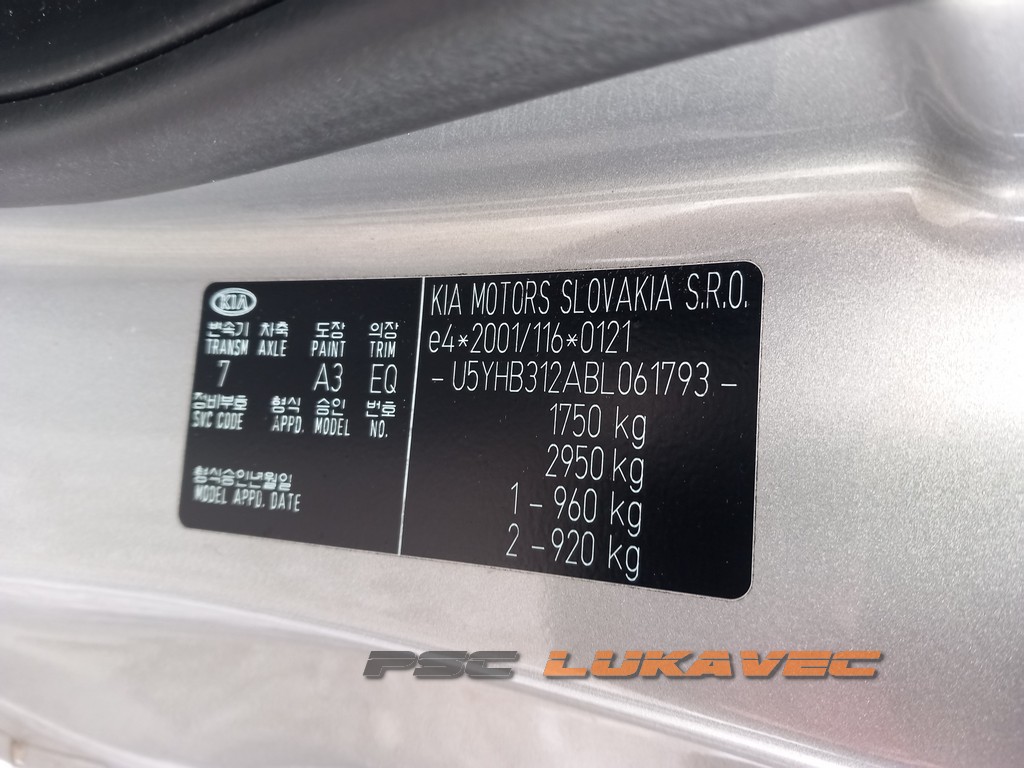 KIA
변속기 차축 도장 의장
TRANSM AXLE PAINT TRIM
7 A3 EQ
정비부호 형식 승인 번호
SVC CODE APPD. MODEL NO.
형식승인년월일
MODEL APPD. DATE
KIA MOTORS SLOVAKIA S.R.O.
e4*2001/116*0121
- U5YHB312ABL061793 -
1750 kg
2950 kg
1 - 960 kg
2 - 920 kg
PSC LUKAVEC